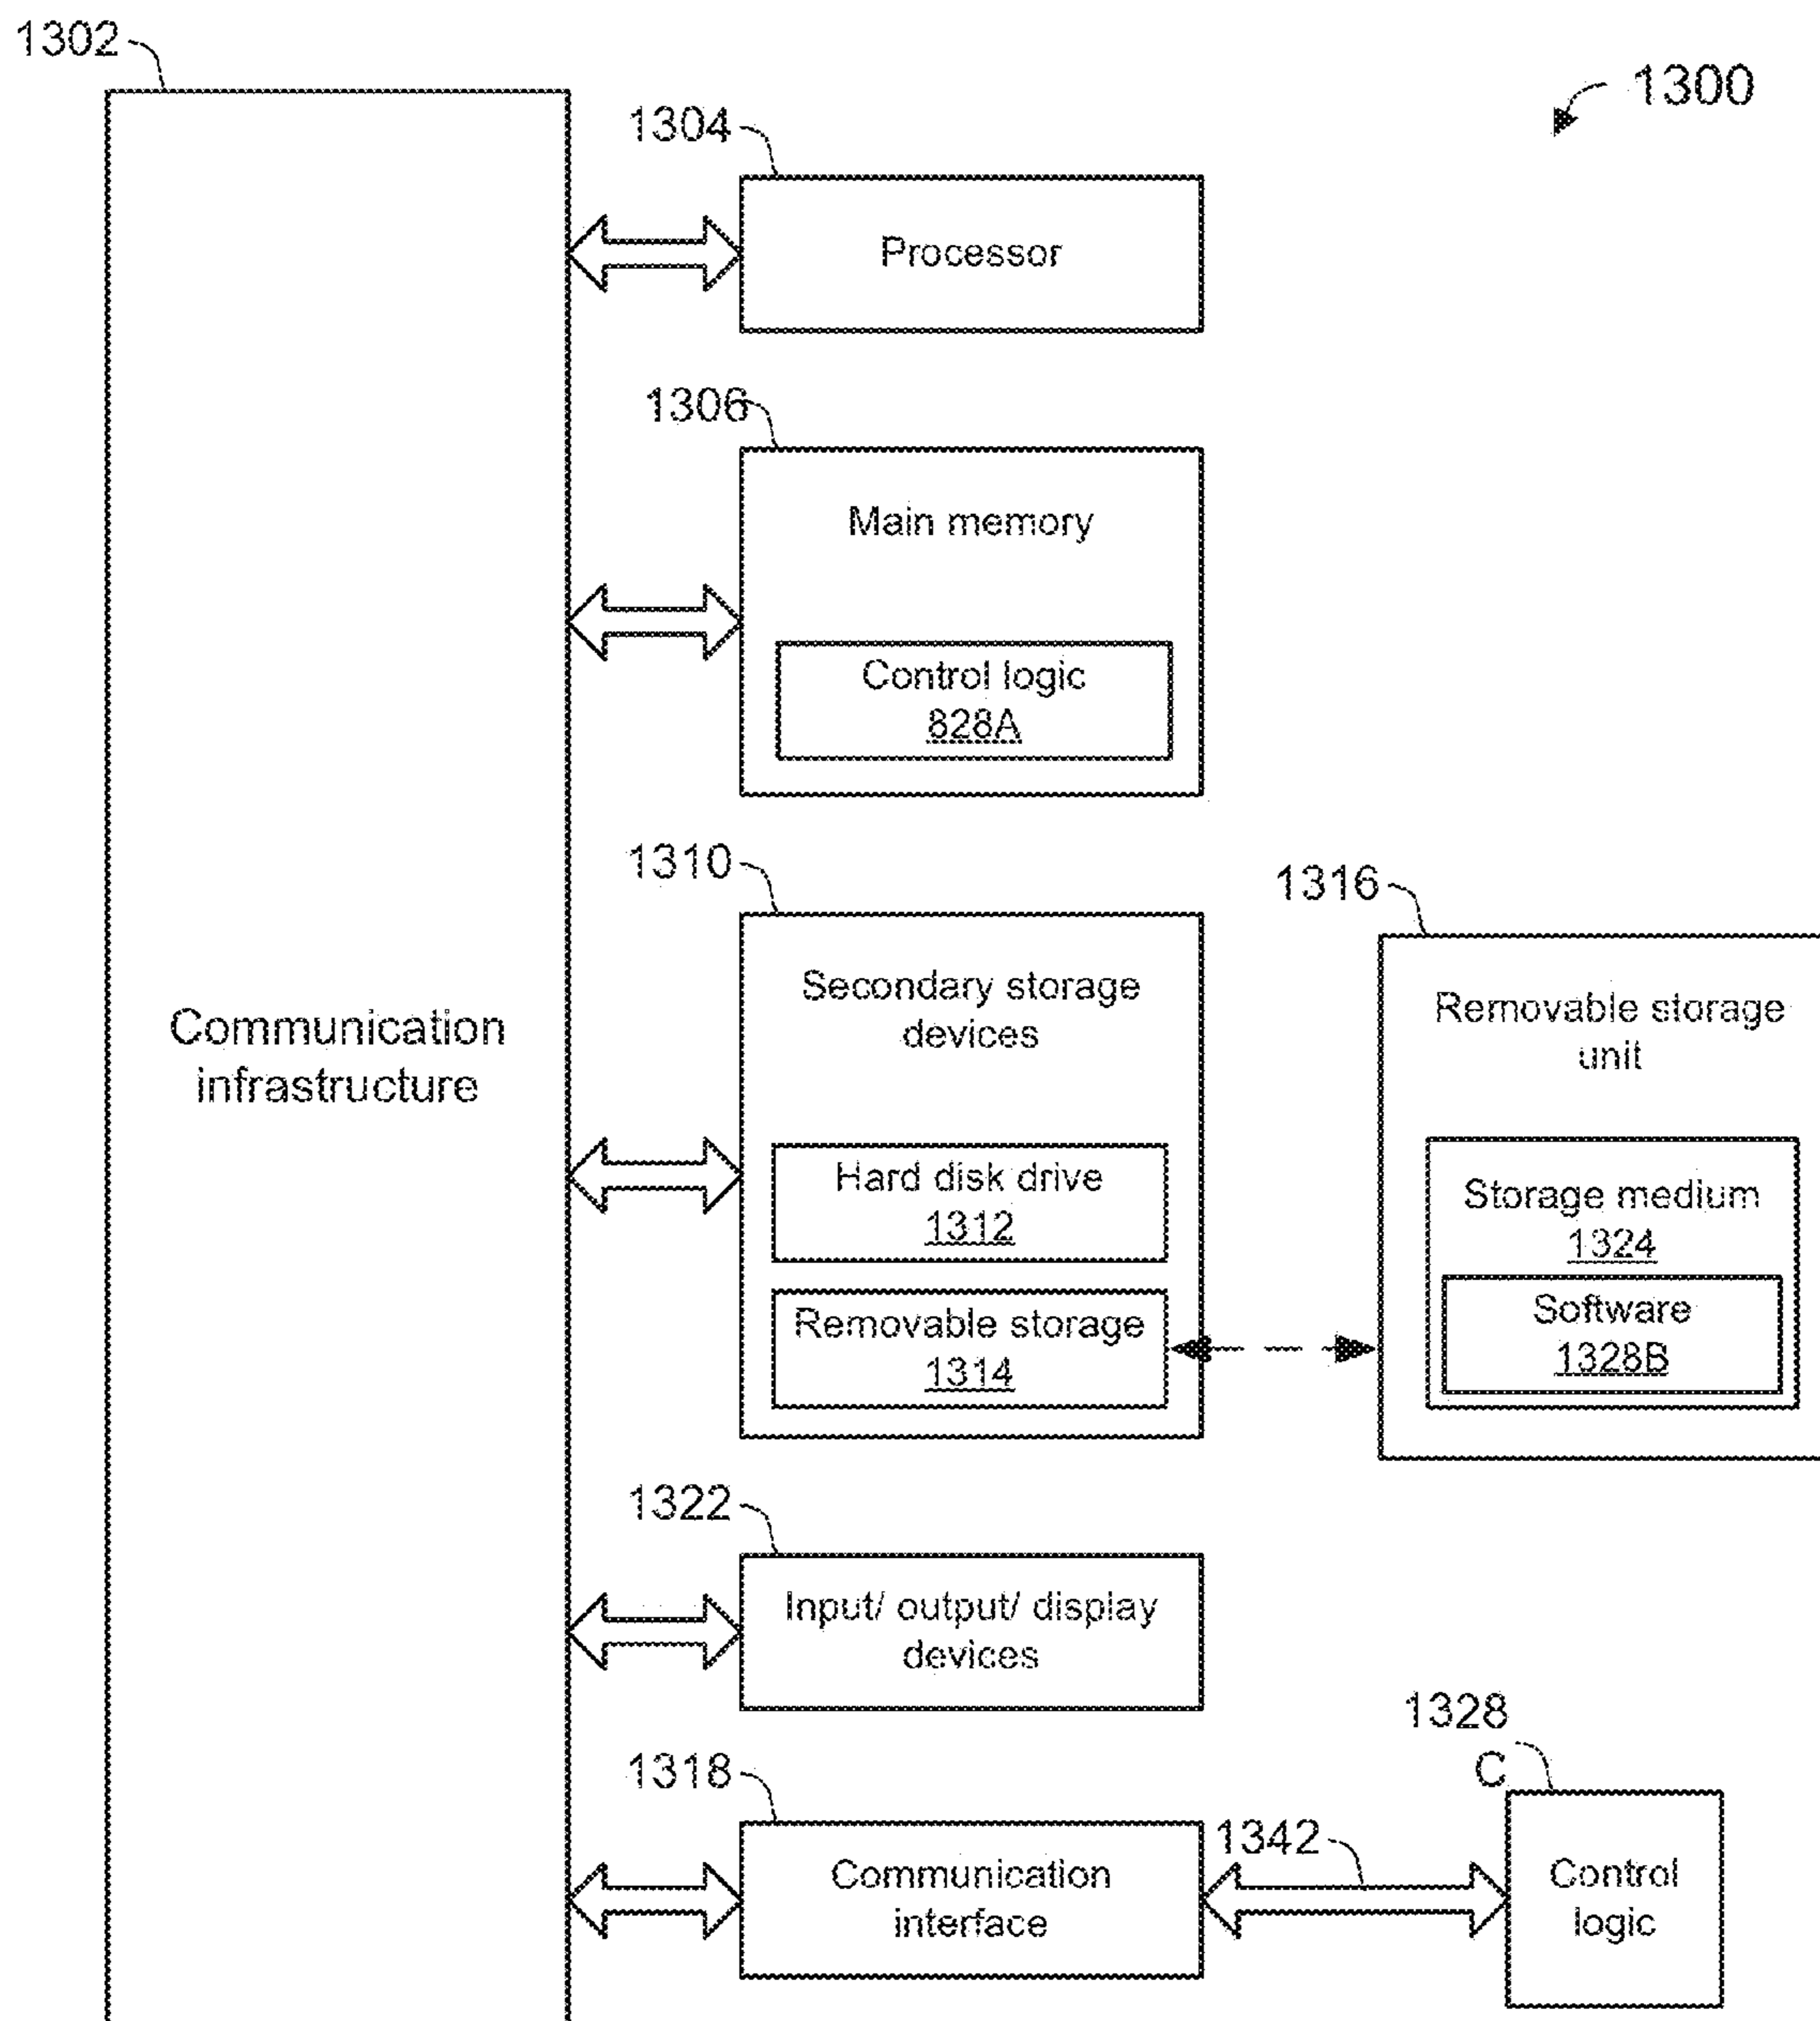 1302
1300
1304
Processor
1306
Main memory
Control logic
828A
1310
1316
Secondary storage
devices
Removable storage
unit
Communication
infrastructure
Hard disk drive
1312
Storage medium
1324
Removable storage
1314
Software
1328B
1322
Input/ output/ display
devices
1328
C
1318
1342
Communication
interface
Control
logic